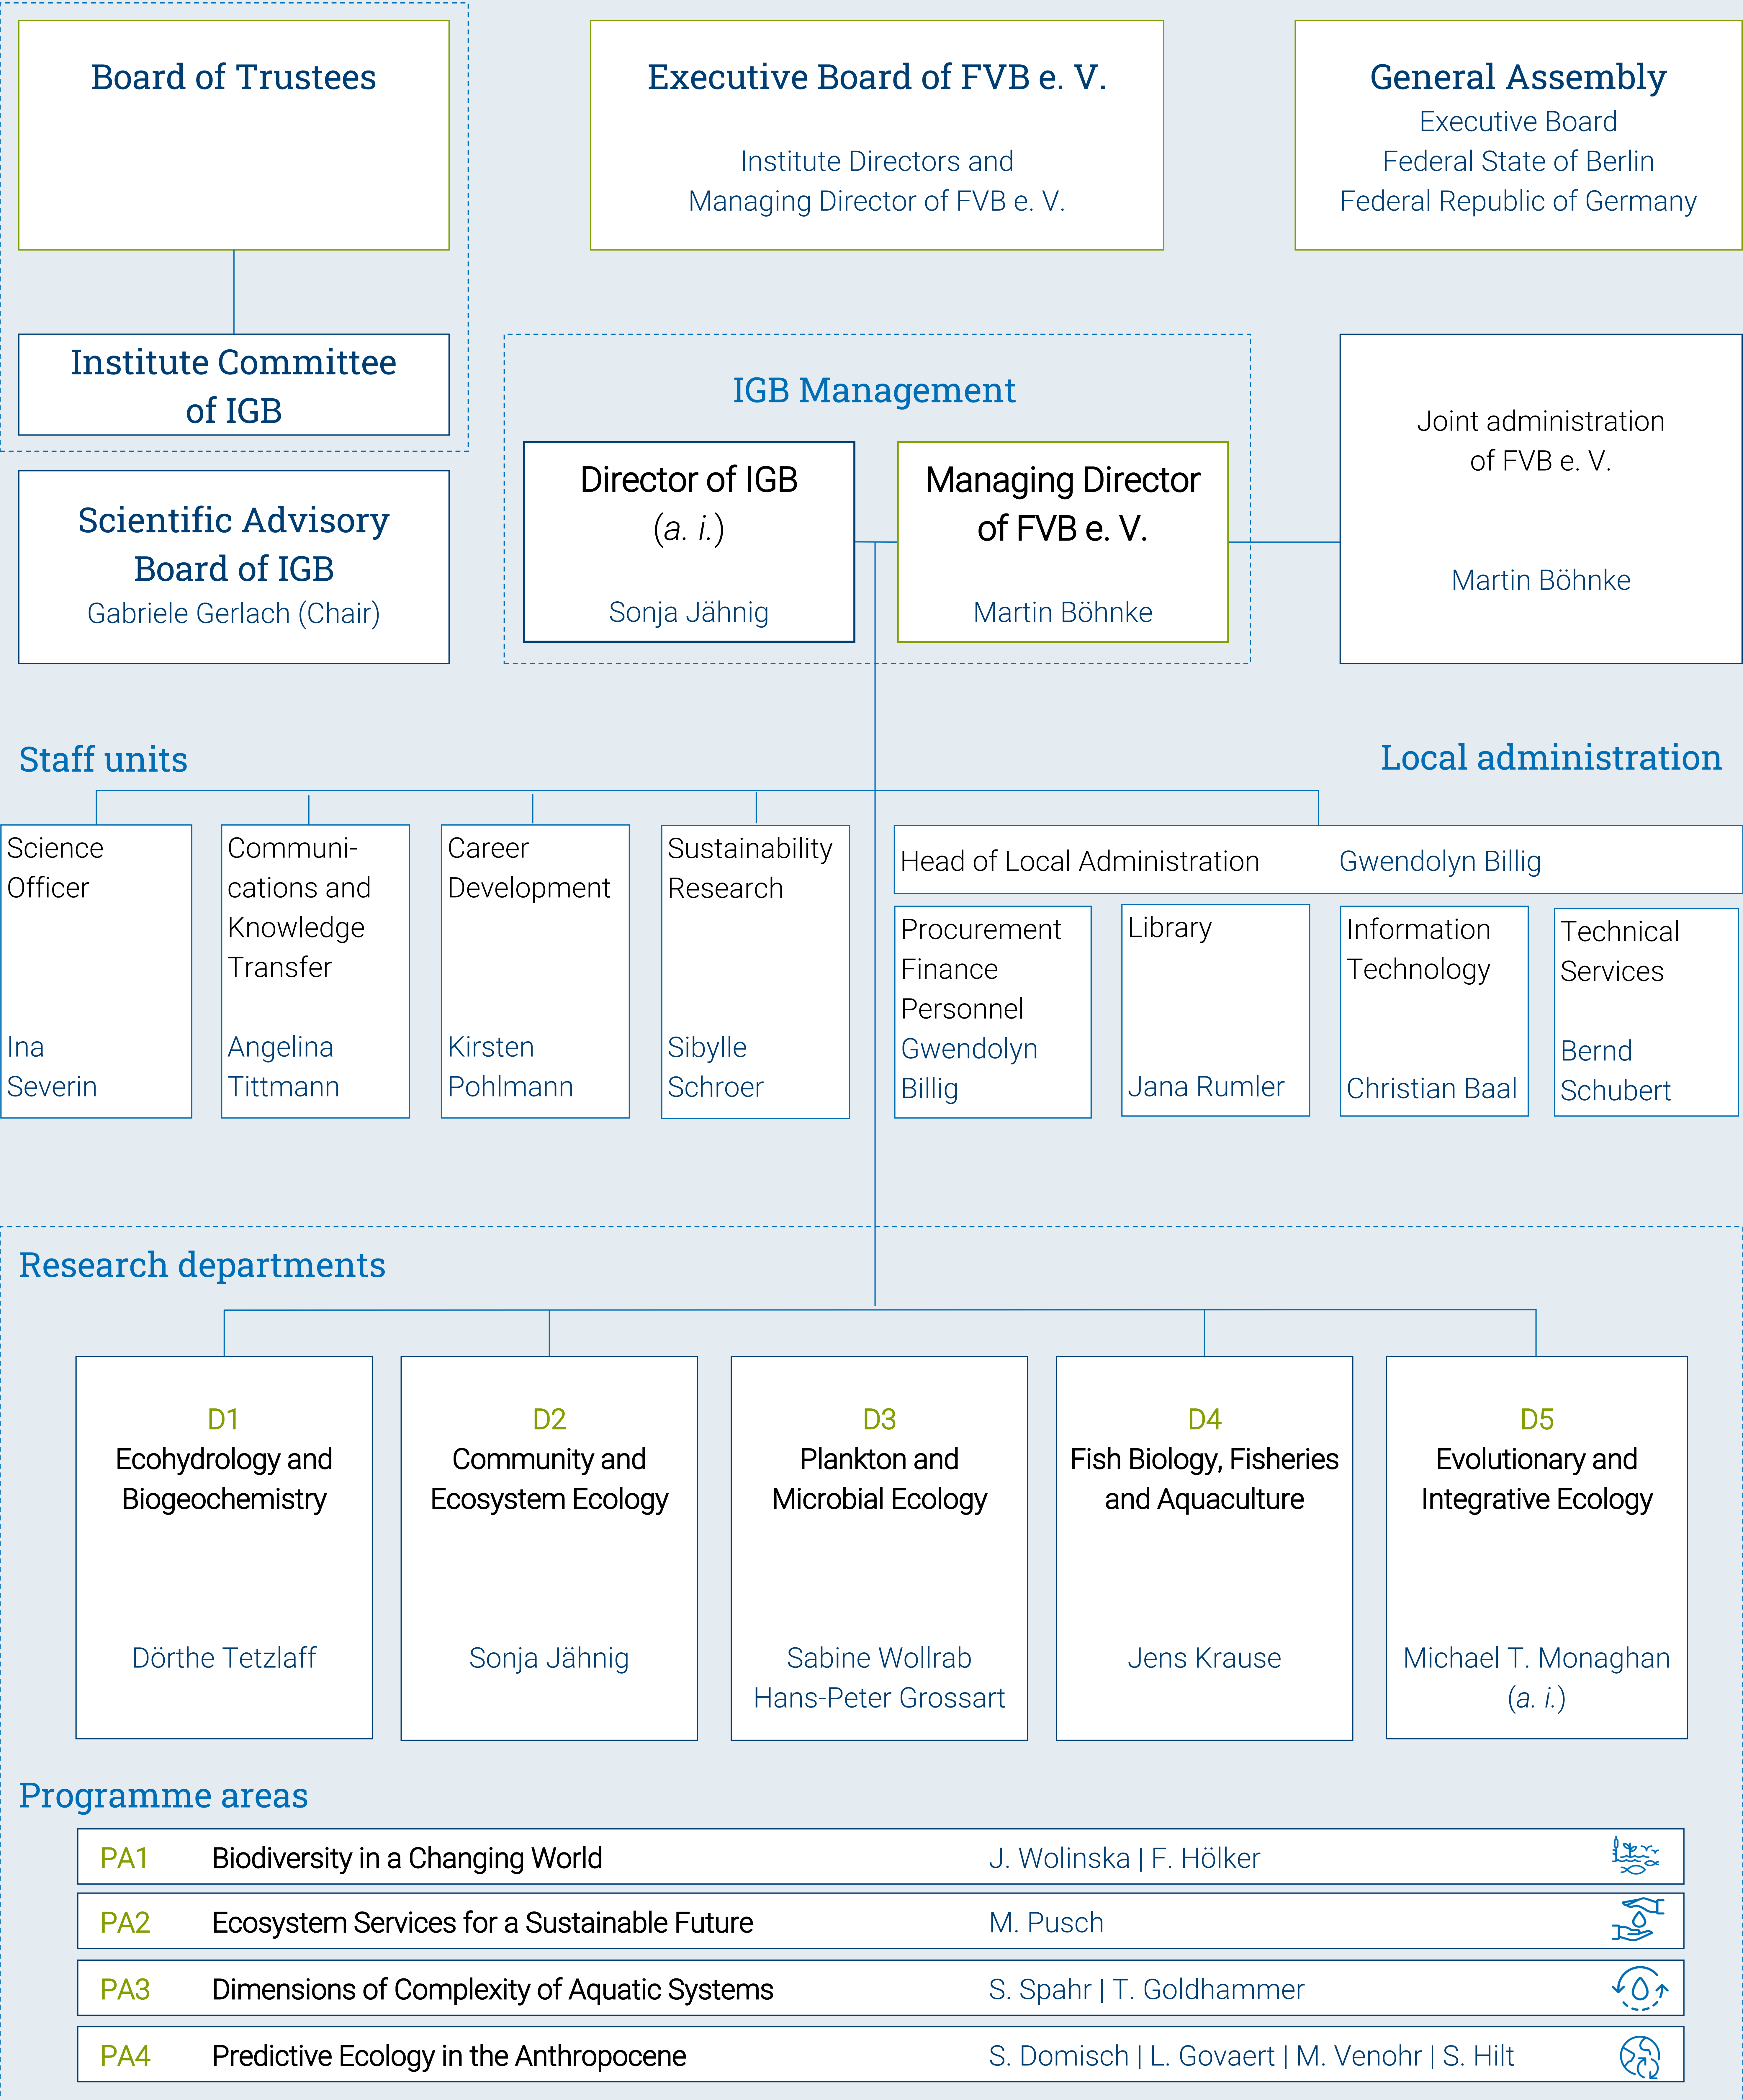 Board of Trustees
Executive Board of FVB e. V.
Institute Directors and
Managing Director of FVB e. V.
General Assembly
Executive Board
Federal State of Berlin
Federal Republic of Germany
Institute Committee
of IGB
Scientific Advisory
Board of IGB
Gabriele Gerlach (Chair)
IGB Management
Director of IGB
(a. i.)
Sonja Jähnig
Managing Director
of FVB e. V.
Martin Böhnke
Joint administration
of FVB e. V.
Martin Böhnke
Staff units
Science
Officer
Ina
Severin
Communi-
cations and
Knowledge
Transfer
Angelina
Tittmann
Career
Development
Kirsten
Pohlmann
Sustainability
Research
Sibylle
Schroer
Local administration
Head of Local Administration Gwendolyn Billig
Procurement
Finance
Personnel
Gwendolyn
Billig
Library
Jana Rumler
Information
Technology
Christian Baal
Technical
Services
Bernd
Schubert
Research departments
D1
Ecohydrology and
Biogeochemistry
Dörthe Tetzlaff
D2
Community and
Ecosystem Ecology
Sonja Jähnig
D3
Plankton and
Microbial Ecology
Sabine Wollrab
Hans-Peter Grossart
D4
Fish Biology, Fisheries
and Aquaculture
Jens Krause
D5
Evolutionary and
Integrative Ecology
Michael T. Monaghan
(a. i.)
Programme areas
PA1 Biodiversity in a Changing World J. Wolinska | F. Hölker
PA2 Ecosystem Services for a Sustainable Future M. Pusch
PA3 Dimensions of Complexity of Aquatic Systems S. Spahr | T. Goldhammer
PA4 Predictive Ecology in the Anthropocene S. Domisch | L. Govaert | M. Venohr | S. Hilt